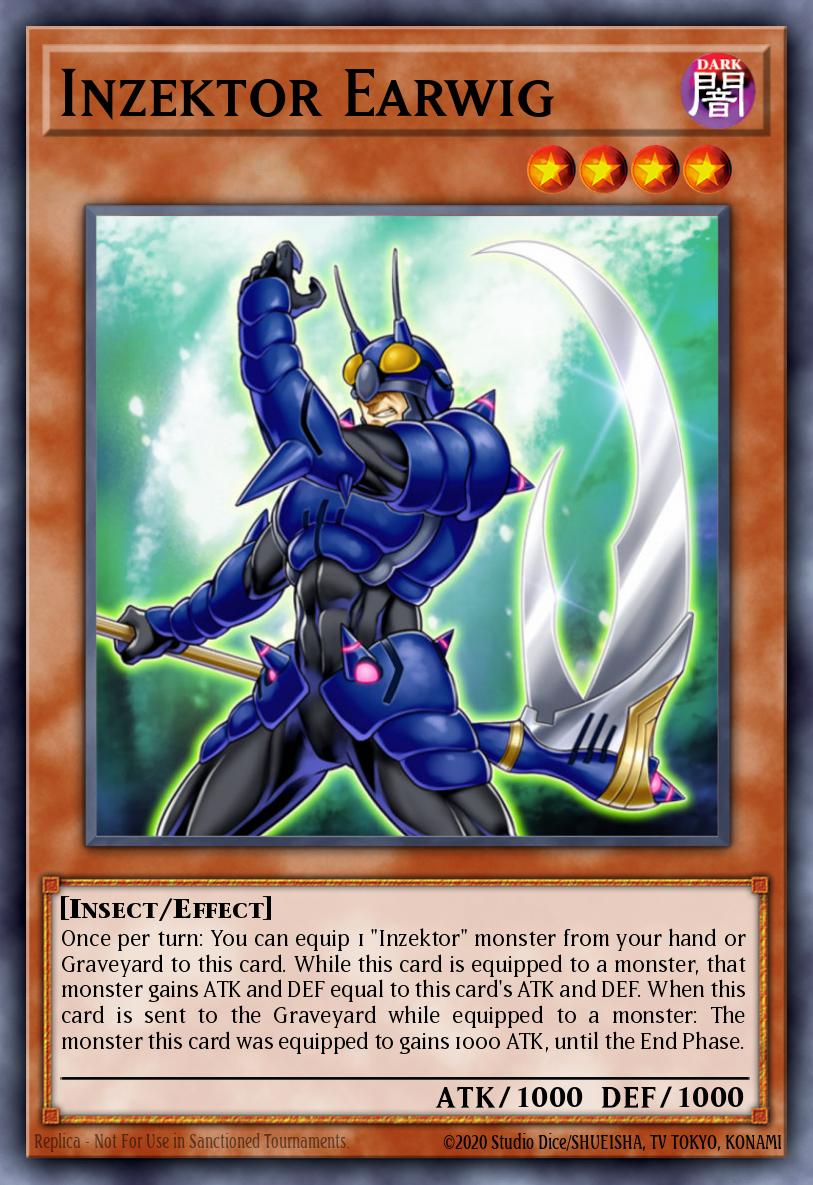 Inzektor Earwig
DARK
闇
[Insect/Effect]
Once per turn: You can equip 1 "Inzektor" monster from your hand or
Graveyard to this card. While this card is equipped to a monster, that
monster gains ATK and DEF equal to this card's ATK and DEF. When this
card is sent to the Graveyard while equipped to a monster: The
monster this card was equipped to gains 1000 ATK, until the End Phase.
ATK/1000 DEF/1000
Replica - Not For Use in Sanctioned Tournaments.
©2020 Studio Dice/SHUEISHA, TV TOKYO, KONAMI